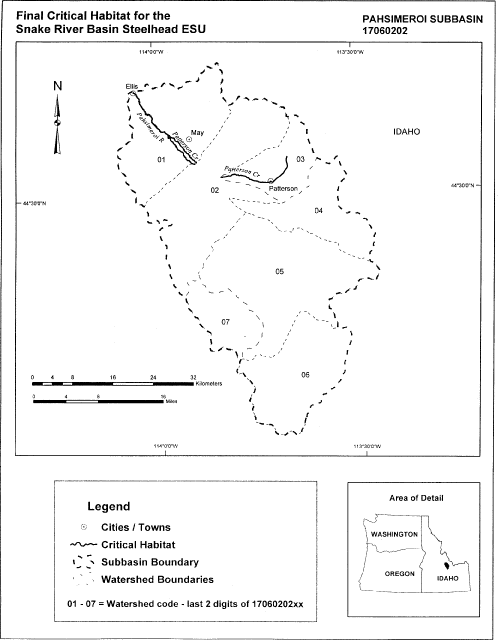 Final Critical Habitat for the
Snake River Basin Steelhead ESU
PAHSIMEROI SUBBASIN
17060202
114°0'0"W
113°30'0"W
N
Ellis
May
Pahsimeroi R.
Patterson Cr.
IDAHO
01
03
Patterson Cr.
Patterson
02
44°30'0"N
44°30'0"N
04
05
07
06
0 4 8 16 24 32
Kilometers
0 4 8 16
Miles
114°0'0"W
113°30'0"W
Legend
Cities / Towns
Critical Habitat
Subbasin Boundary
Watershed Boundaries
01 - 07 = Watershed code - last 2 digits of 17060202xx
Area of Detail
WASHINGTON
OREGON
IDAHO